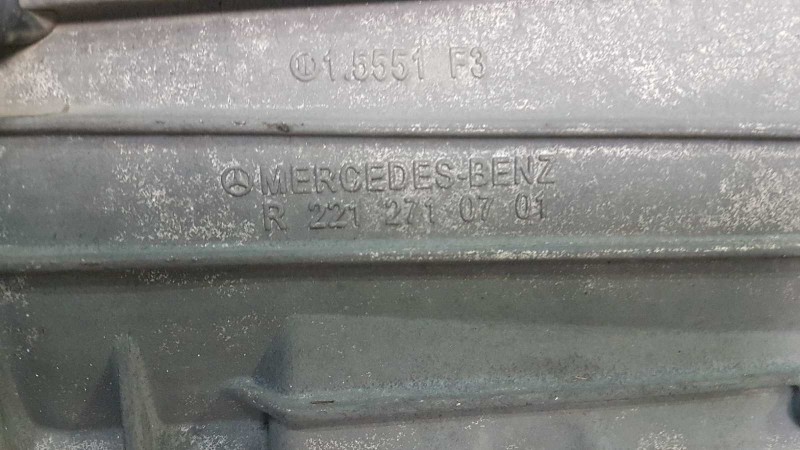 1.5551 F3
MERCEDES-BENZ
R 221 271 07 01